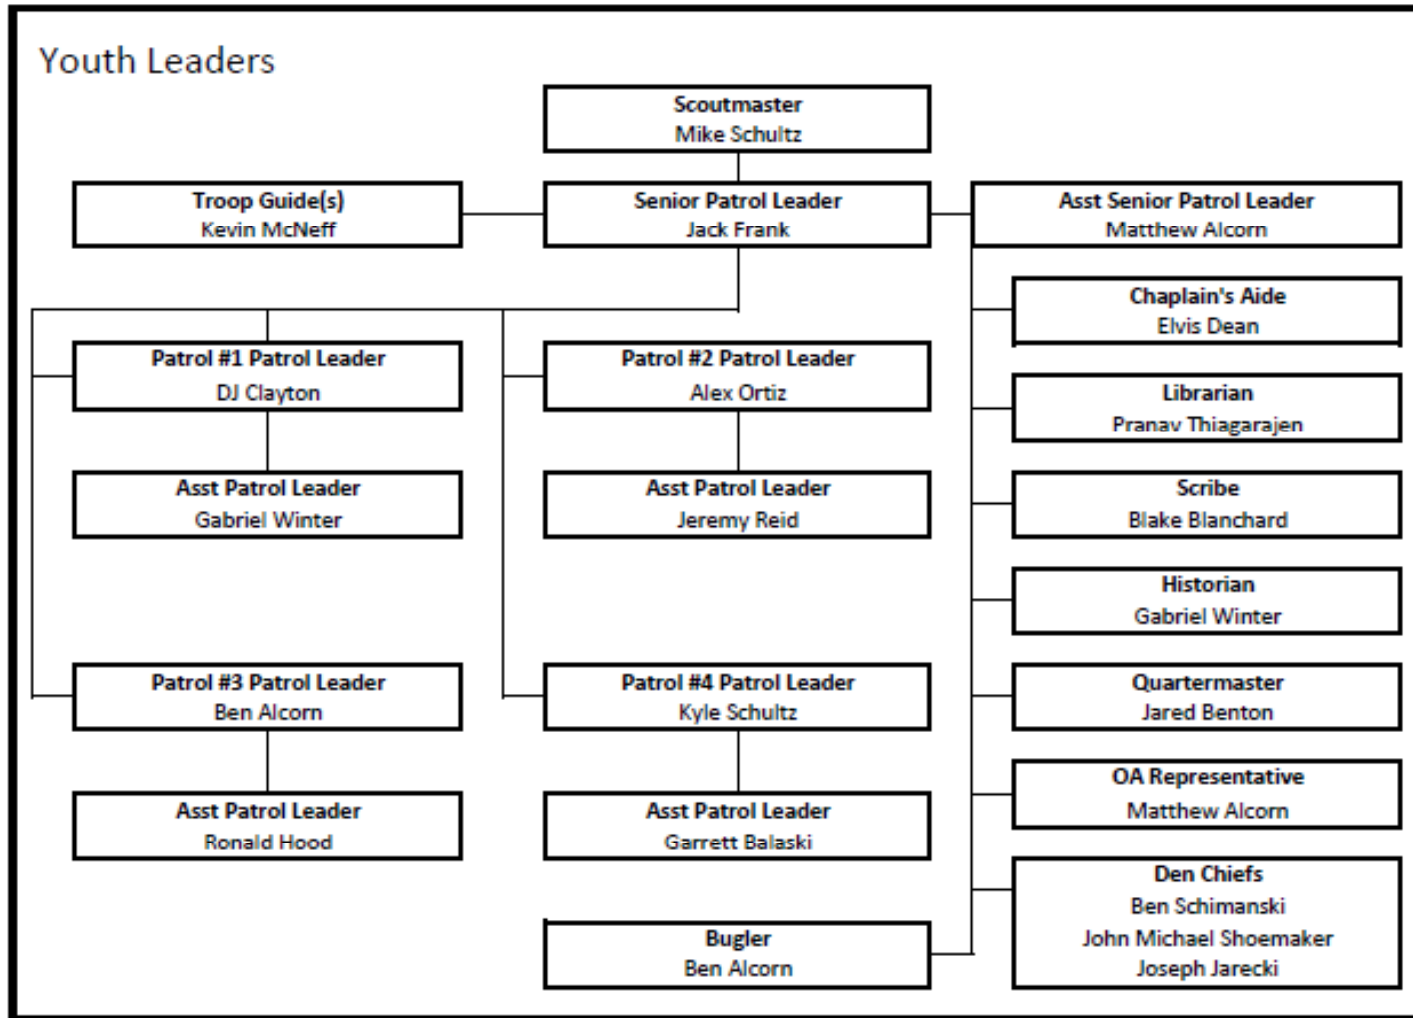 Youth Leaders
Scoutmaster
Mike Schultz
Troop Guide(s)
Kevin McNeff
Senior Patrol Leader
Jack Frank
Asst Senior Patrol Leader
Matthew Alcorn
Chaplain's Aide
Elvis Dean
Patrol #1 Patrol Leader
DJ Clayton
Patrol #2 Patrol Leader
Alex Ortiz
Librarian
Pranav Thiagarajen
Asst Patrol Leader
Gabriel Winter
Asst Patrol Leader
Jeremy Reid
Scribe
Blake Blanchard
Historian
Gabriel Winter
Patrol #3 Patrol Leader
Ben Alcorn
Patrol #4 Patrol Leader
Kyle Schultz
Quartermaster
Jared Benton
OA Representative
Matthew Alcorn
Asst Patrol Leader
Ronald Hood
Asst Patrol Leader
Garrett Balaski
Den Chiefs
Ben Schimanski
John Michael Shoemaker
Joseph Jarecki
Bugler
Ben Alcorn